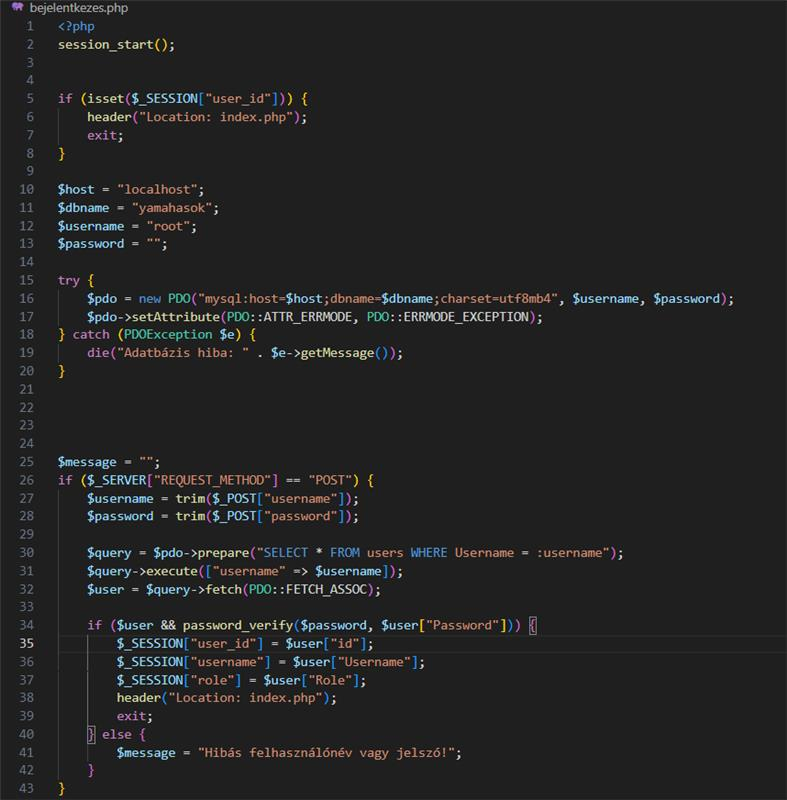 bejelentkezes.php
1 <?php
2 session_start();
3
4
5 if (isset($_SESSION["user_id"])) {
6 header("Location: index.php");
7 exit;
8 }
9
10 $host = "localhost";
11 $dbname = "yamahasok";
12 $username = "root";
13 $password = "";
14
15 try {
16 $pdo = new PDO("mysql:host=$host;dbname=$dbname;charset=utf8mb4", $username, $password);
17 $pdo->setAttribute(PDO::ATTR_ERRMODE, PDO::ERRMODE_EXCEPTION);
18 } catch (PDOException $e) {
19 die("Adatbázis hiba: " . $e->getMessage());
20 }
21
22
23
24
25 $message = "";
26 if ($_SERVER["REQUEST_METHOD"] == "POST") {
27 $username = trim($_POST["username"]);
28 $password = trim($_POST["password"]);
29
30 $query = $pdo->prepare("SELECT * FROM users WHERE Username = :username");
31 $query->execute(["username" => $username]);
32 $user = $query->fetch(PDO::FETCH_ASSOC);
33
34 if ($user && password_verify($password, $user["Password"])) {
35 $_SESSION["user_id"] = $user["id"];
36 $_SESSION["username"] = $user["Username"];
37 $_SESSION["role"] = $user["Role"];
38 header("Location: index.php");
39 exit;
40 } else {
41 $message = "Hibás felhasználónév vagy jelszó!";
42 }
43 }